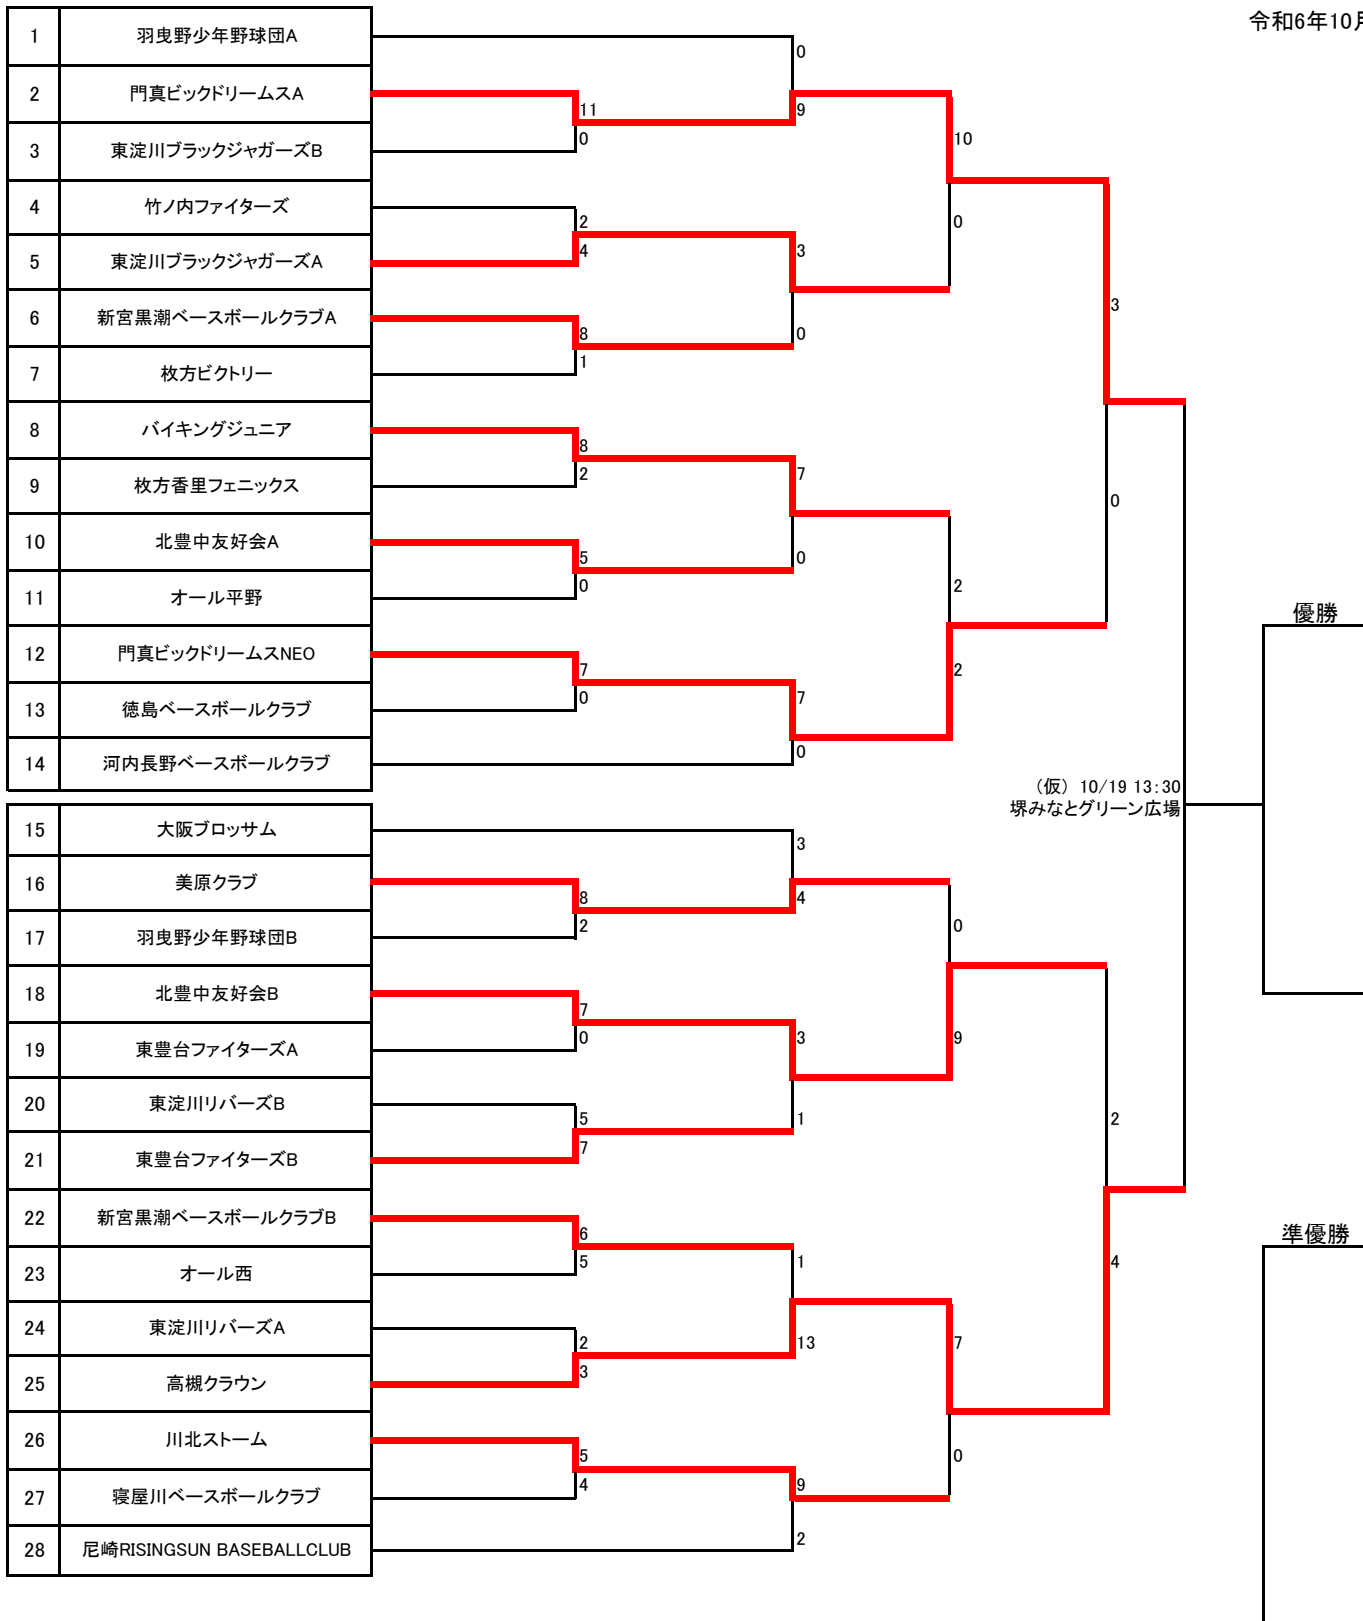 令和6年10月
1 羽曳野少年野球団A
2 門真ビックドリームスA
3 東淀川ブラックジャガーズB
4 竹ノ内ファイターズ
5 東淀川ブラックジャガーズA
6 新宮黒潮ベースボールクラブA
7 枚方ビクトリー
8 バイキングジュニア
9 枚方香里フェニックス
10 北豊中友好会A
11 オール平野
12 門真ビックドリームスNEO
13 徳島ベースボールクラブ
14 河内長野ベースボールクラブ
15 大阪ブロッサム
16 美原クラブ
17 羽曳野少年野球団B
18 北豊中友好会B
19 東豊台ファイターズA
20 東淀川リバーズB
21 東豊台ファイターズB
22 新宮黒潮ベースボールクラブB
23 オール西
24 東淀川リバーズA
25 高槻クラウン
26 川北ストーム
27 寝屋川ベースボールクラブ
28 尼崎RISINGSUN BASEBALLCLUB
11
0
2
4
8
1
8
2
5
0
7
0
8
2
7
0
5
7
6
5
2
3
5
4
0
9
3
0
7
0
7
0
3
4
3
1
1
13
9
2
10
0
2
2
0
9
7
0
3
0
2
4
(仮) 10/19 13:30
堺みなとグリーン広場
優勝
準優勝